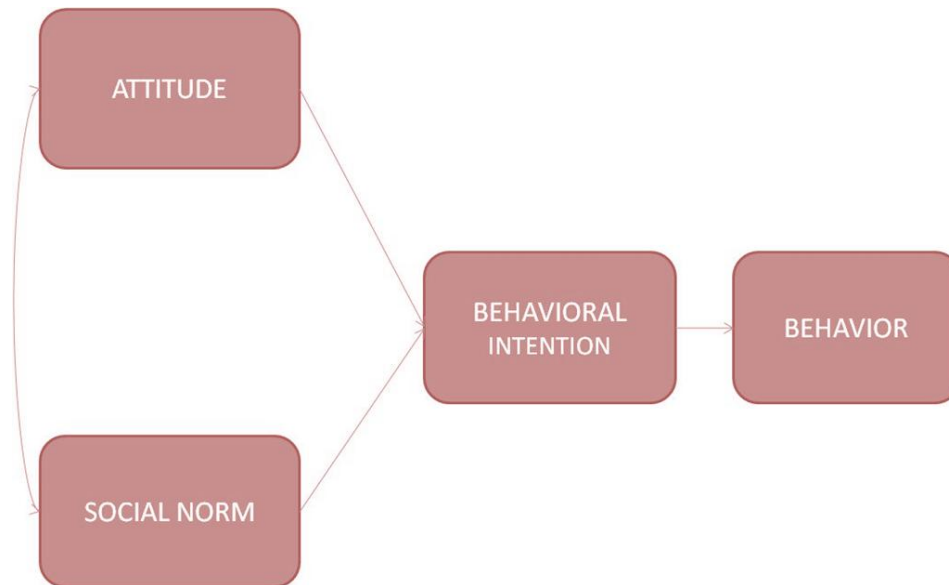 ATTITUDE
BEHAVIORAL
INTENTION
BEHAVIOR
SOCIAL NORM